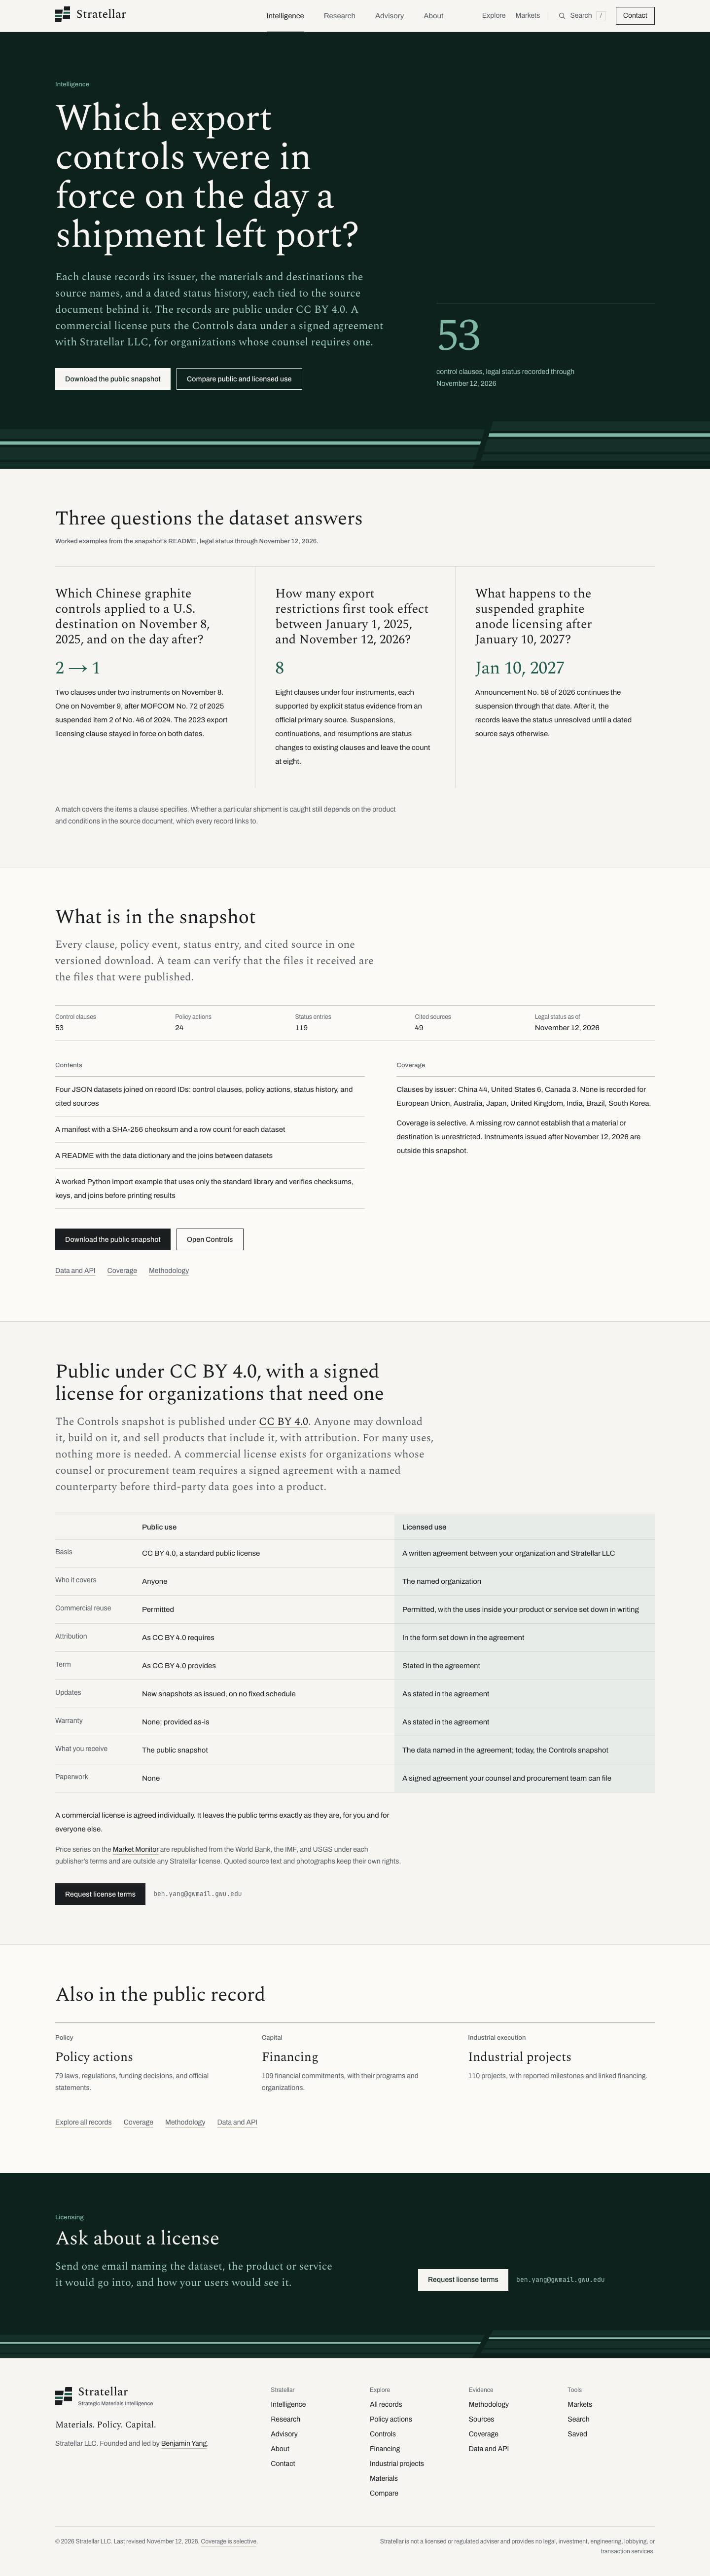 Stratellar
Intelligence
Research
Advisory
About
Explore
Markets
Search
/
Contact
Intelligence
Which export
controls were in
force on the day a
shipment left port?
Each clause records its issuer, the materials and destinations the
source names, and a dated status history, each tied to the source
document behind it. The records are public under CC BY 4.0. A
commercial license puts the Controls data under a signed agreement
with Stratellar LLC, for organizations whose counsel requires one.
Download the public snapshot
Compare public and licensed use
53
control clauses, legal status recorded through
November 12, 2026
Three questions the dataset answers
Worked examples from the snapshot's README, legal status through November 12, 2026.
Which Chinese graphite
controls applied to a U.S.
destination on November 8,
2025, and on the day after?
2 → 1
Two clauses under two instruments on November 8.
One on November 9, after MOFCOM No. 72 of 2025
suspended item 2 of No. 46 of 2024. The 2023 export
licensing clause stayed in force on both dates.
How many export
restrictions first took effect
between January 1, 2025,
and November 12, 2026?
8
Eight clauses under four instruments, each
supported by explicit status evidence from an
official primary source. Suspensions,
continuations, and resumptions are status
changes to existing clauses and leave the count
at eight.
What happens to the
suspended graphite
anode licensing after
January 10, 2027?
Jan 10, 2027
Announcement No. 58 of 2026 continues the
suspension through that date. After it, the
records leave the status unresolved until a dated
source says otherwise.
A match covers the items a clause specifies. Whether a particular shipment is caught still depends on the product
and conditions in the source document, which every record links to.
What is in the snapshot
Every clause, policy event, status entry, and cited source in one
versioned download. A team can verify that the files it received are
the files that were published.
Control clauses
53
Policy actions
24
Status entries
119
Cited sources
49
Legal status as of
November 12, 2026
Contents
Four JSON datasets joined on record IDs: control clauses, policy actions, status history, and
cited sources
A manifest with a SHA-256 checksum and a row count for each dataset
A README with the data dictionary and the joins between datasets
A worked Python import example that uses only the standard library and verifies checksums,
keys, and joins before printing results
Coverage
Clauses by issuer: China 44, United States 6, Canada 3. None is recorded for
European Union, Australia, Japan, United Kingdom, India, Brazil, South Korea.
Coverage is selective. A missing row cannot establish that a material or
destination is unrestricted. Instruments issued after November 12, 2026 are
outside this snapshot.
Download the public snapshot
Open Controls
Data and API
Coverage
Methodology
Public under CC BY 4.0, with a signed
license for organizations that need one
The Controls snapshot is published under CC BY 4.0. Anyone may download
it, build on it, and sell products that include it, with attribution. For many uses,
nothing more is needed. A commercial license exists for organizations whose
counsel or procurement team requires a signed agreement with a named
counterparty before third-party data goes into a product.
Public use
Licensed use
Basis
CC BY 4.0, a standard public license
A written agreement between your organization and Stratellar LLC
Who it covers
Anyone
The named organization
Commercial reuse
Permitted
Permitted, with the uses inside your product or service set down in writing
Attribution
As CC BY 4.0 requires
In the form set down in the agreement
Term
As CC BY 4.0 provides
Stated in the agreement
Updates
New snapshots as issued, on no fixed schedule
As stated in the agreement
Warranty
None; provided as-is
As stated in the agreement
What you receive
The public snapshot
The data named in the agreement; today, the Controls snapshot
Paperwork
None
A signed agreement your counsel and procurement team can file
A commercial license is agreed individually. It leaves the public terms exactly as they are, for you and for
everyone else.
Price series on the Market Monitor are republished from the World Bank, the IMF, and USGS under each
publisher's terms and are outside any Stratellar license. Quoted source text and photographs keep their own rights.
Request license terms
ben.yang@gwmail.gwu.edu
Also in the public record
Policy
Policy actions
79 laws, regulations, funding decisions, and official
statements.
Capital
Financing
109 financial commitments, with their programs and
organizations.
Industrial execution
Industrial projects
110 projects, with reported milestones and linked financing.
Explore all records
Coverage
Methodology
Data and API
Licensing
Ask about a license
Send one email naming the dataset, the product or service
it would go into, and how your users would see it.
Request license terms
ben.yang@gwmail.gwu.edu
Stratellar
Strategic Materials Intelligence
Materials. Policy. Capital.
Stratellar LLC. Founded and led by Benjamin Yang.
Stratellar
Intelligence
Research
Advisory
About
Contact
Explore
All records
Policy actions
Controls
Financing
Industrial projects
Materials
Compare
Evidence
Methodology
Sources
Coverage
Data and API
Tools
Markets
Search
Saved
© 2026 Stratellar LLC. Last revised November 12, 2026. Coverage is selective.
Stratellar is not a licensed or regulated adviser and provides no legal, investment, engineering, lobbying, or
transaction services.